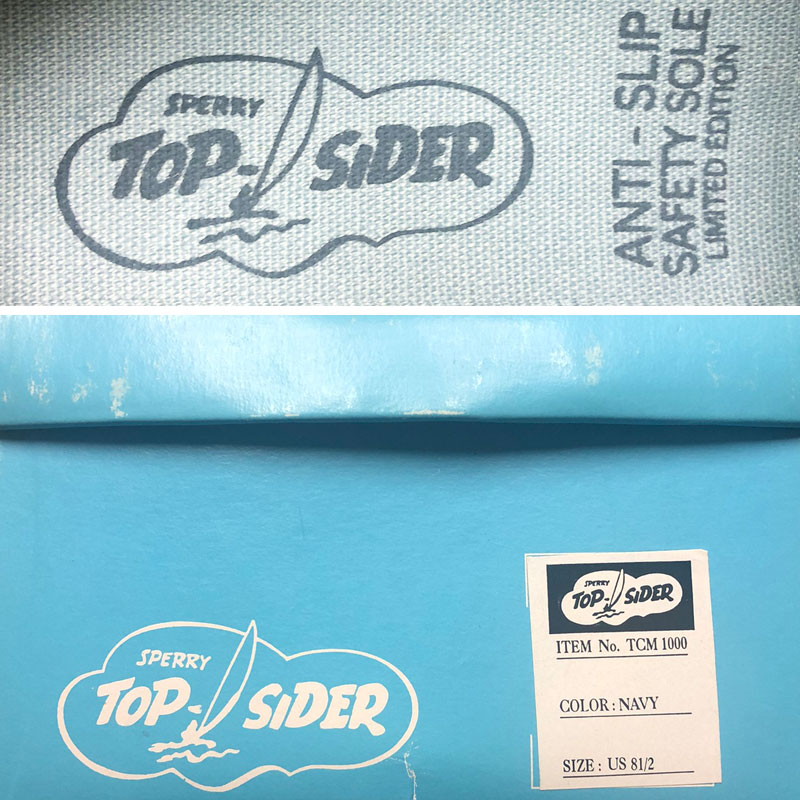 SPERRY
TOP-SiDER
ANTI-SLIP
SAFETY SOLE
LIMITED EDITION
SPERRY
TOP-SiDER
SPERRY
TOP-SiDER
ITEM No. TCM 1000
COLOR : NAVY
SIZE : US 81/2